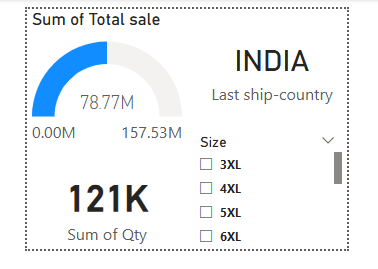 Sum of Total sale
78.77M
0.00M
157.53M
INDIA
Last ship-country
121K
Sum of Qty
Size
3XL
4XL
5XL
6XL